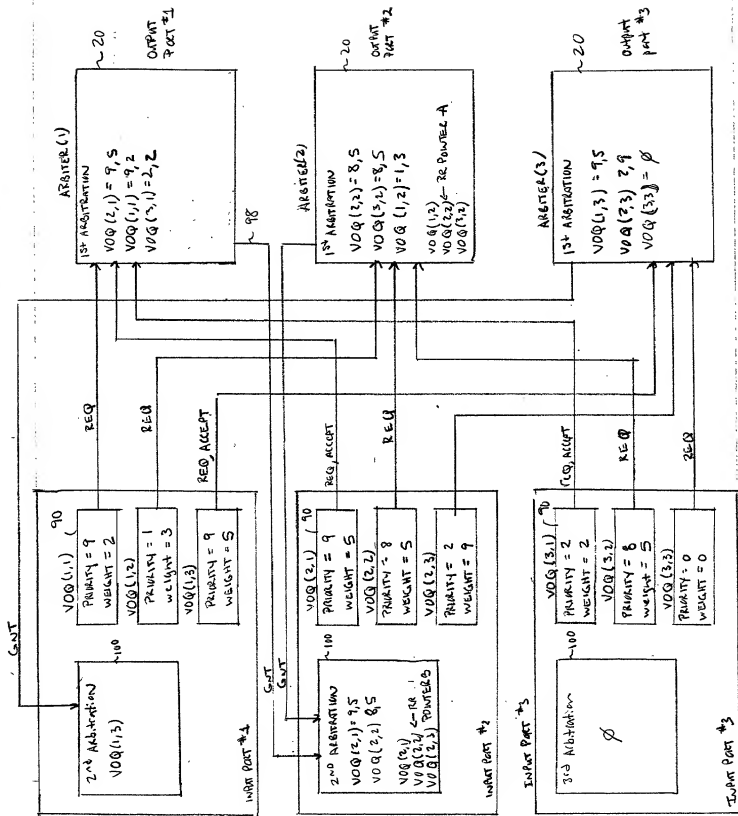 ARBITER(1)
~20
OUTPUT
PORT #1
1st ARBITRATION
VOQ(2,1) = 9,5
VOQ(1,1) = 9,2
VOQ(3,1) = 2,2
~98
ARBITER(2)
~20
OUTPUT
PORT #2
1st ARBITRATION
VOQ(2,2) = 8,5
VOQ(3,2) = 8,5
VOQ(1,2) = 1,3
VOQ(1,2)
VOQ(2,2) ← RR POINTER A
VOQ(3,2)
ARBITER(3)
~20
OUTPUT
PORT #3
1st ARBITRATION
VOQ(1,3) = 9,5
VOQ(2,3) 2,9
VOQ(3,3) = ∅
REQ
REQ
REQ, ACCEPT
REQ, ACCEPT
REQ
REQ, ACCEPT
REQ
REQ
GNT
GNT
GNT
VOQ(1,1) 90
PRIORITY = 9
WEIGHT = 2
VOQ(1,2)
PRIORITY = 1
weight = 3
VOQ(1,3)
PRIORITY = 9
WEIGHT = 5
~100
2nd Arbitration
VOQ(1,3)
INPUT PORT #1
VOQ(2,1) 90
PRIORITY = 9
WEIGHT = 5
VOQ(2,2)
PRIORITY = 8
WEIGHT = 5
VOQ(2,3)
PRIORITY = 2
WEIGHT = 9
~100
2nd ARBITRATION
VOQ(2,1) = 9,5
VOQ(2,2) 8,5
VOQ(2,1) ← RR
VOQ(2,2) POINTER B
VOQ(2,3)
INPUT PORT #2
VOQ(3,1) 90
PRIORITY = 2
WEIGHT = 2
VOQ(3,2)
PRIORITY = 8
weight = 5
VOQ(3,3)
PRIORITY = 0
WEIGHT = 0
INPUT PORT #3
~100
3rd Arbitration
∅
INPUT PORT #3